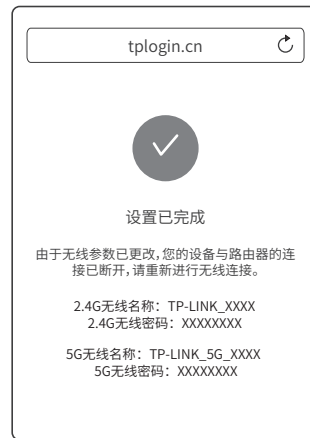 tplogin.cn
设置已完成
由于无线参数已更改，您的设备与路由器的连
接已断开，请重新进行无线连接。
2.4G无线名称：TP-LINK_XXXX
2.4G无线密码：XXXXXXXX
5G无线名称：TP-LINK_5G_XXXX
5G无线密码：XXXXXXXX